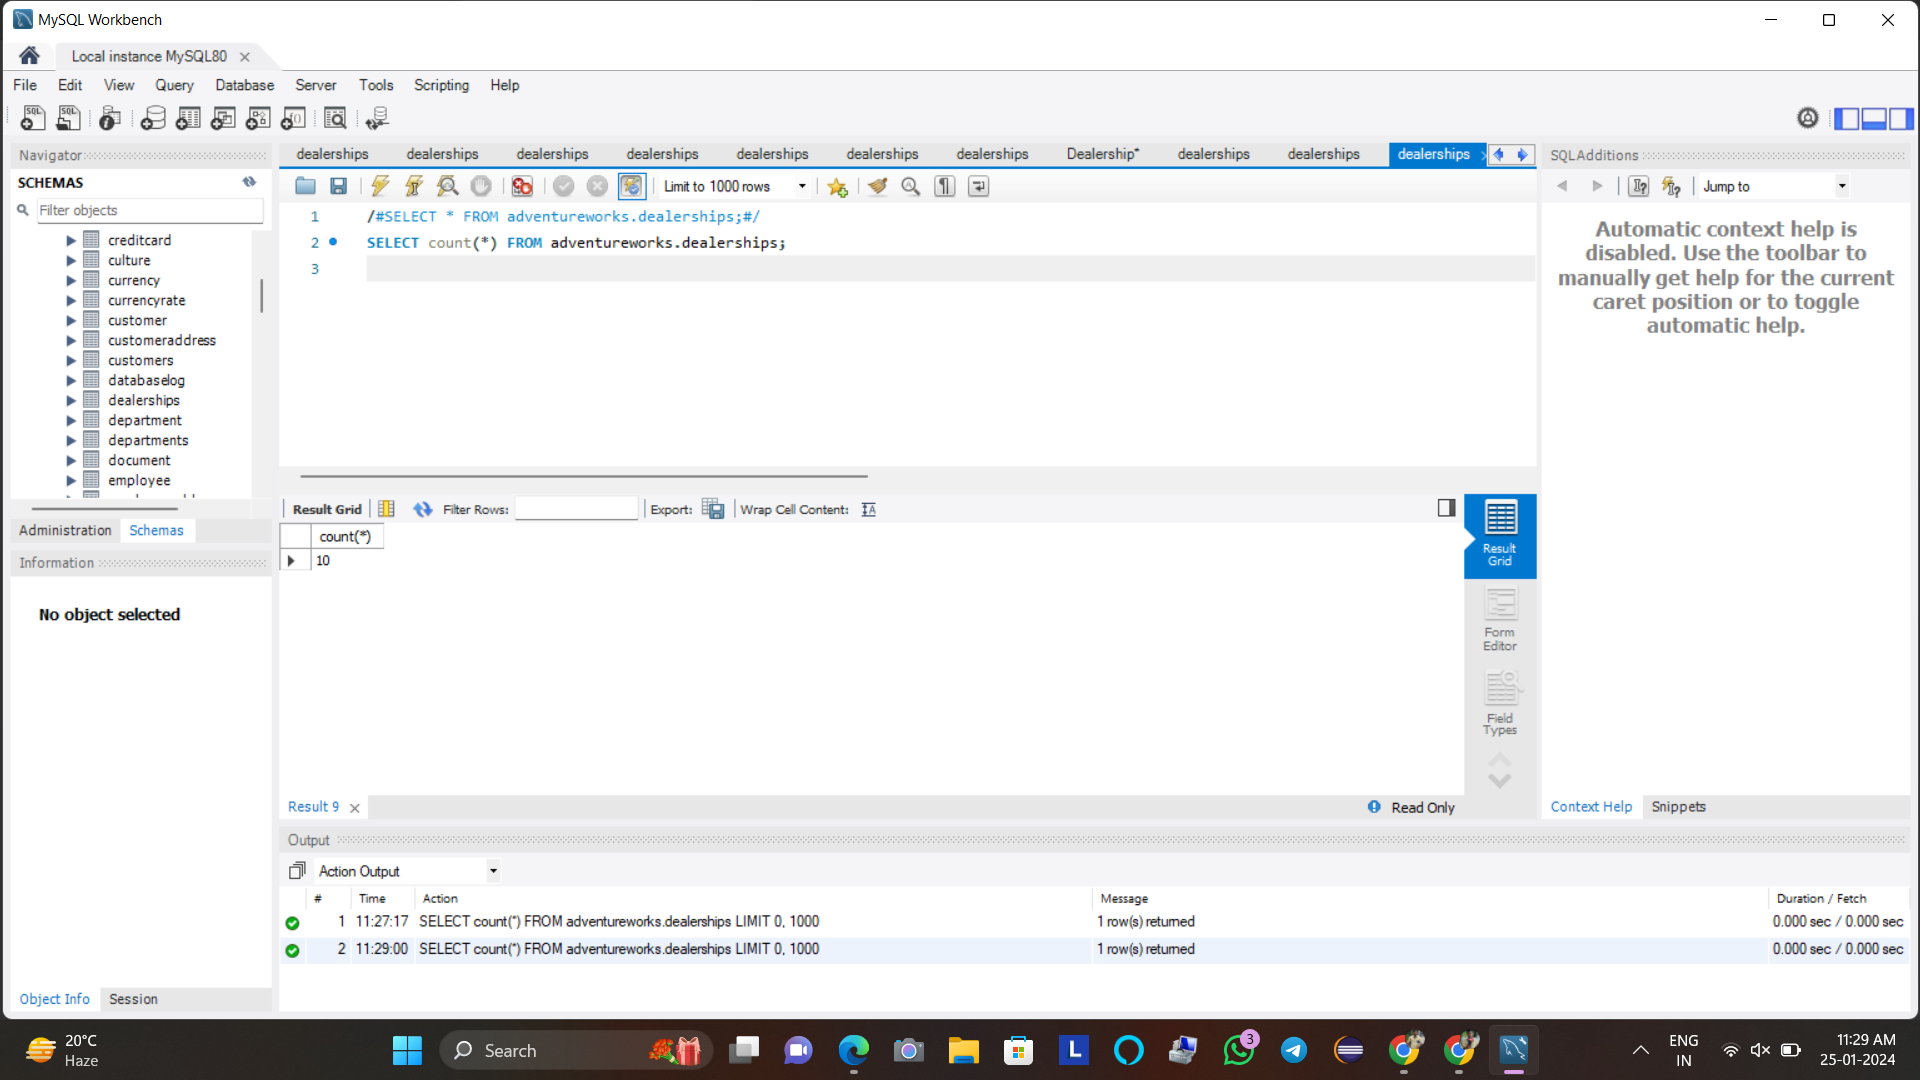 MySQL Workbench
Local instance MySQL80
File Edit View Query Database Server Tools Scripting Help
Navigator
SCHEMAS
Filter objects
creditcard
culture
currency
currencyrate
customer
customeraddress
customers
databaselog
dealerships
department
departments
document
employee
Administration Schemas
Information
No object selected
Object Info Session
dealerships dealerships dealerships dealerships dealerships dealerships dealerships Dealership* dealerships dealerships dealerships
Limit to 1000 rows
1 /#SELECT * FROM adventureworks.dealerships;#/
2 SELECT count(*) FROM adventureworks.dealerships;
3
Result Grid Filter Rows: Export: Wrap Cell Content:
count(*)
10
Result Grid
Form Editor
Field Types
Result 9
Read Only
SQLAdditions
Jump to
Automatic context help is
disabled. Use the toolbar to
manually get help for the current
caret position or to toggle
automatic help.
Context Help Snippets
Output
Action Output
# Time Action Message Duration / Fetch
1 11:27:17 SELECT count(*) FROM adventureworks.dealerships LIMIT 0, 1000 1 row(s) returned 0.000 sec / 0.000 sec
2 11:29:00 SELECT count(*) FROM adventureworks.dealerships LIMIT 0, 1000 1 row(s) returned 0.000 sec / 0.000 sec
20°C
Haze
Search
L
3
ENG
IN
11:29 AM
25-01-2024